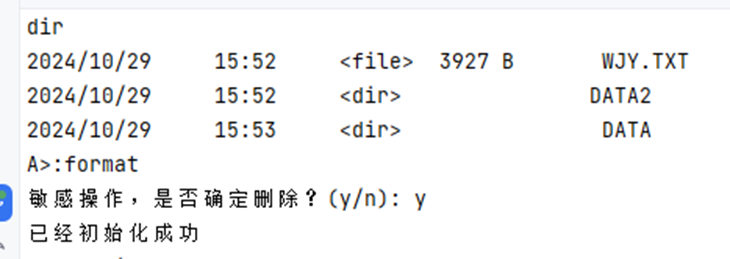 dir
2024/10/29 15:52 <file> 3927 B WJY.TXT
2024/10/29 15:52 <dir> DATA2
2024/10/29 15:53 <dir> DATA
A>:format
敏感操作，是否确定删除？(y/n): y
已经初始化成功